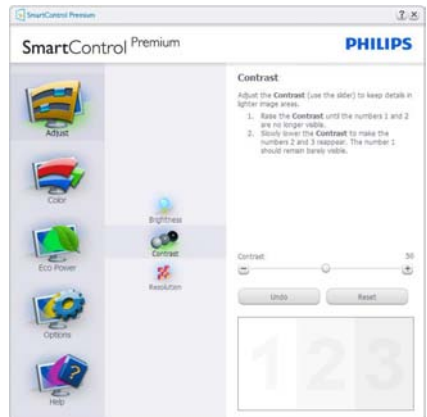 SmartControl Premium
SmartControl Premium
PHILIPS
Adjust
Color
Eco Power
Options
Help
Brightness
Contrast
Resolution
Contrast
Adjust the Contrast (use the slider) to keep details in
lighter image areas.
1. Raise the Contrast until the numbers 1 and 2
are no longer visible.
2. Slowly lower the Contrast to make the
numbers 2 and 3 reappear. The number 1
should remain barely visible.
Contrast
50
Undo
Reset
1 2 3